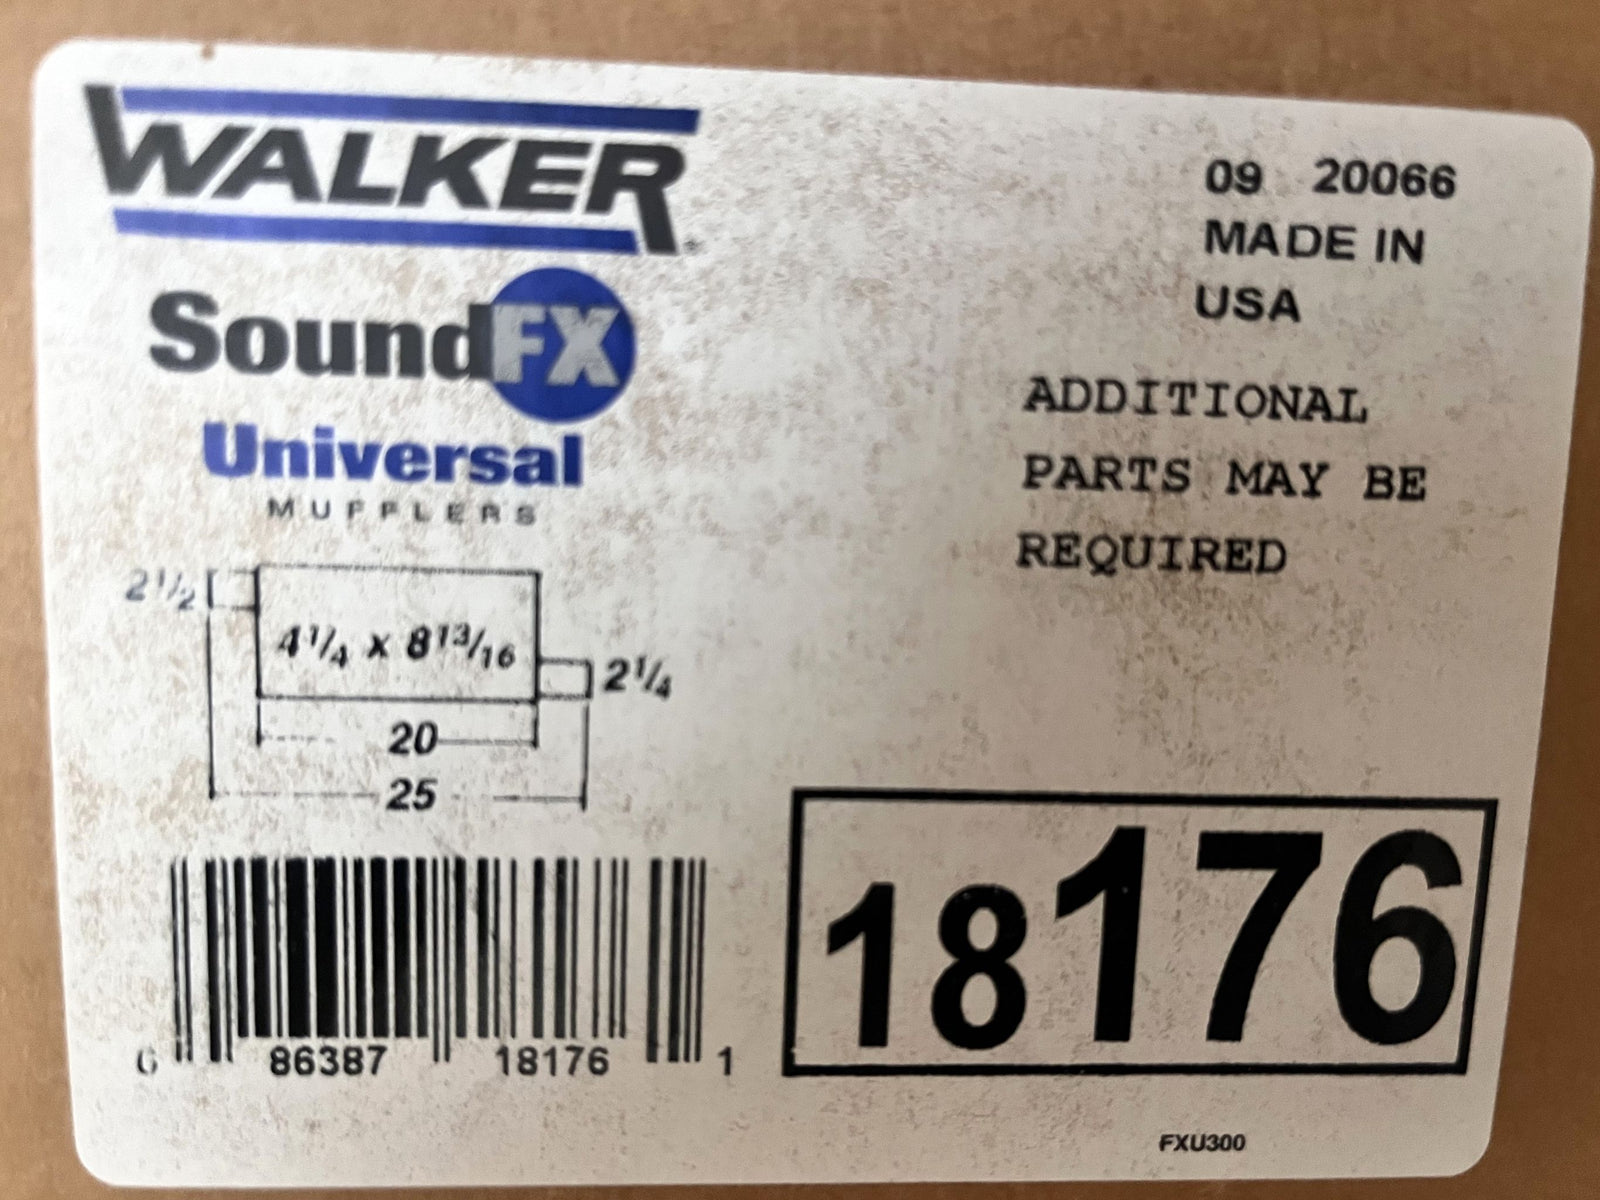 WALKER
SoundFX
Universal
MUFFLERS
09 20066
MADE IN
USA
ADDITIONAL
PARTS MAY BE
REQUIRED
2 1/2
4 1/4 x 8 13/16
2 1/4
20
25
6 86387 18176 1
18176
FXU300